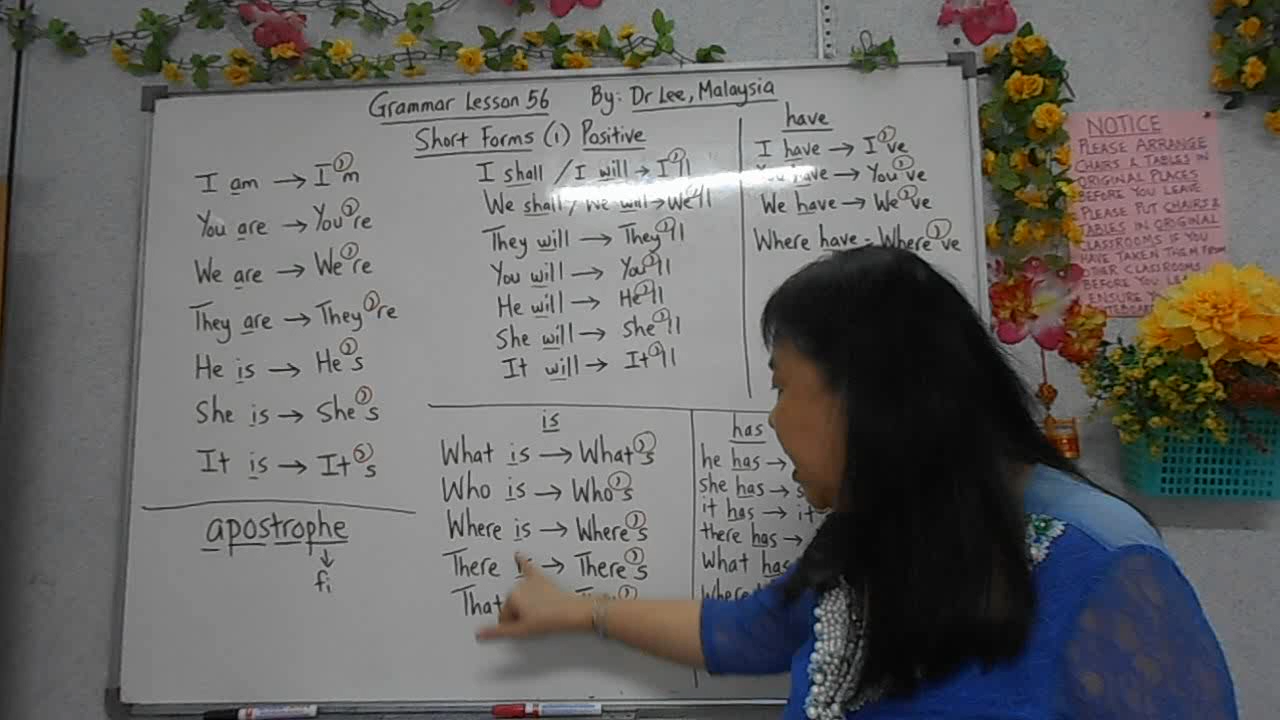 Grammar Lesson 56 By: Dr Lee, Malaysia
Short Forms (1) Positive
I am → I'm
You are → You're
We are → We're
They are → They're
He is → He's
She is → She's
It is → It's
apostrophe
↓
fi
I shall / I will → I'll
We shall / We will → We'll
They will → They'll
You will → You'll
He will → He'll
She will → She'll
It will → It'll
is
What is → What's
Who is → Who's
Where is → Where's
There is → There's
That
have
I have → I've
You have → You've
We have → We've
Where have - Where've
has
he has →
she has → s
it has → it
there has →
What has
Where
NOTICE
PLEASE ARRANGE
CHAIRS & TABLES IN
ORIGINAL PLACES
BEFORE YOU LEAVE
PLEASE PUT CHAIRS &
TABLES IN ORIGINAL
CLASSROOMS IF YOU
HAVE TAKEN THEM FROM
OTHER CLASSROOMS
BEFORE YOU
ENSURE